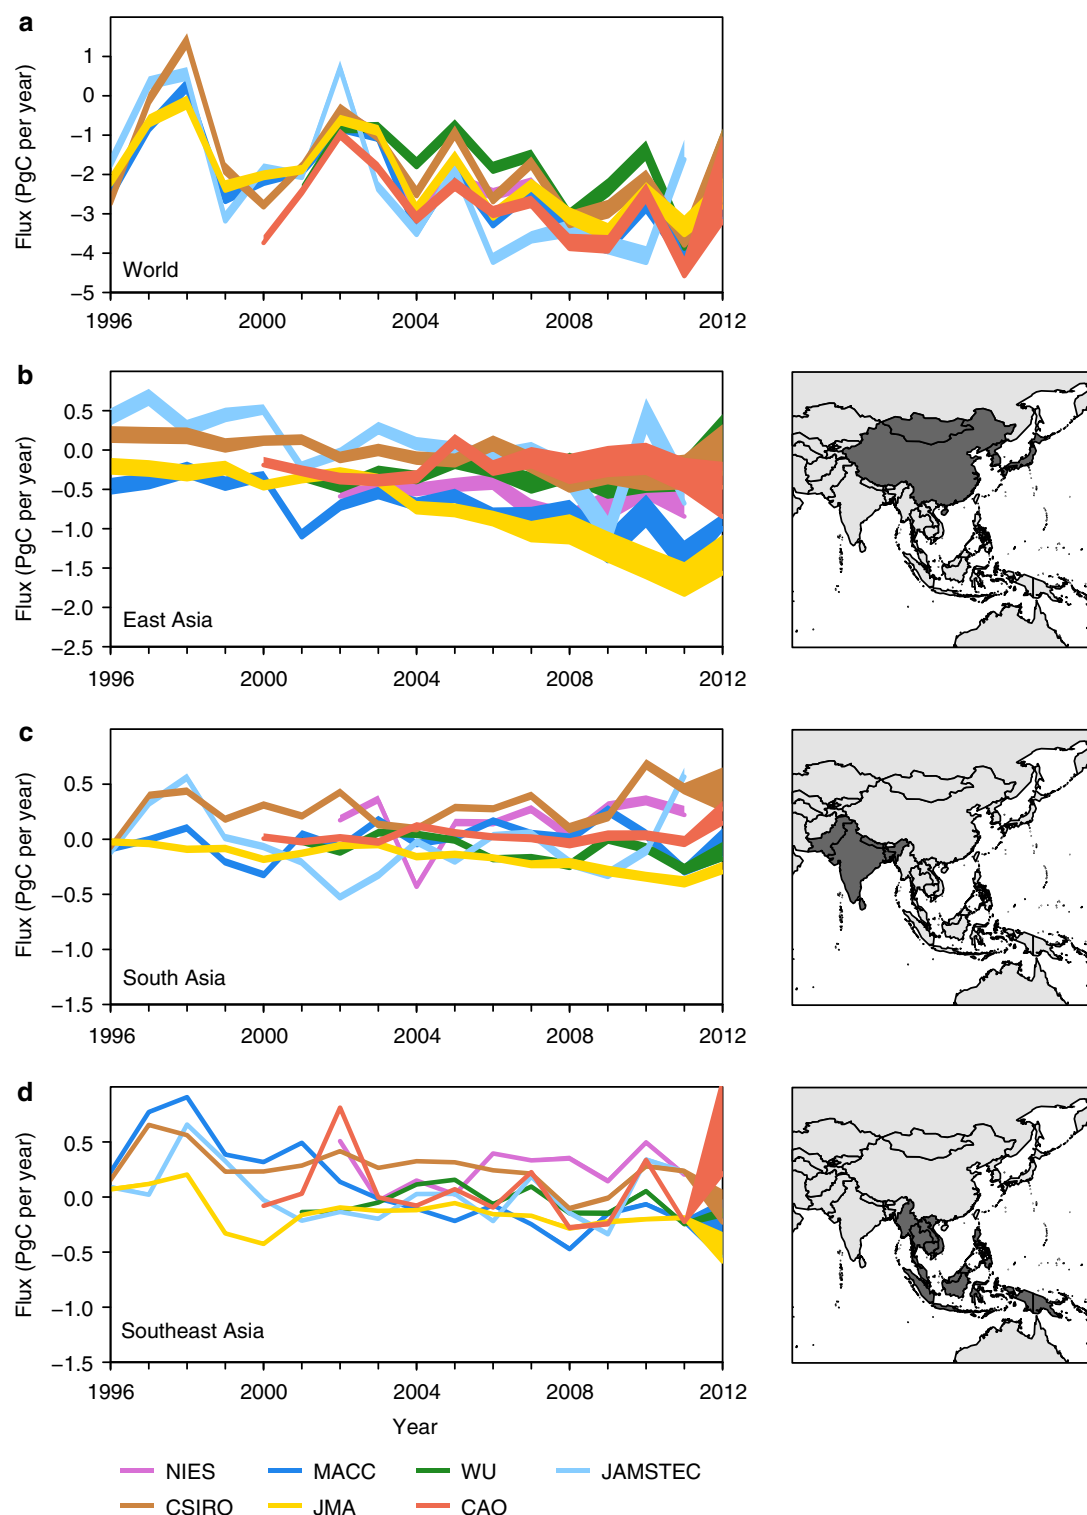 a
Flux (PgC per year)
1
0
−1
−2
−3
−4
−5
World
1996 2000 2004 2008 2012
b
Flux (PgC per year)
0.5
0.0
−0.5
−1.0
−1.5
−2.0
−2.5
East Asia
1996 2000 2004 2008 2012
c
Flux (PgC per year)
0.5
0.0
−0.5
−1.0
−1.5
South Asia
1996 2000 2004 2008 2012
d
Flux (PgC per year)
0.5
0.0
−0.5
−1.0
−1.5
Southeast Asia
1996 2000 2004 2008 2012
Year
NIES MACC WU JAMSTEC
CSIRO JMA CAO